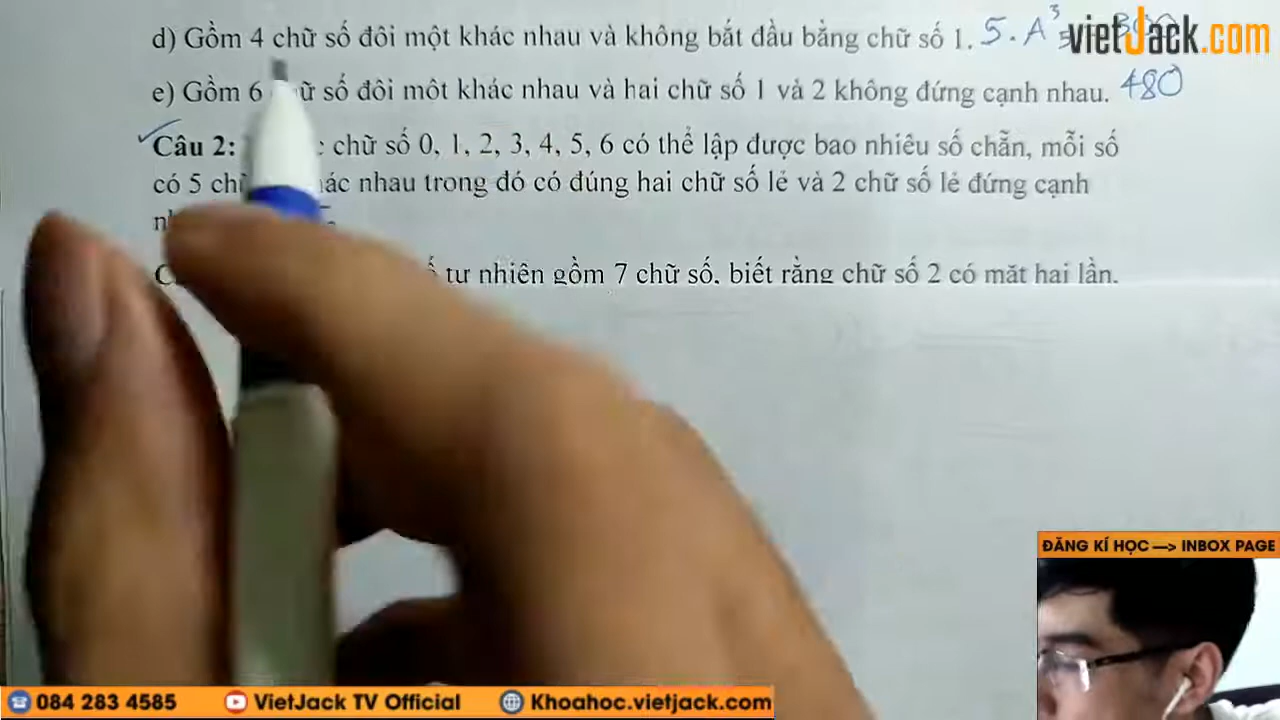 d) Gồm 4 chữ số đôi một khác nhau và không bắt đầu bằng chữ số 1. 5 . A³
vietJack.com
e) Gồm 6 số đôi một khác nhau và hai chữ số 1 và 2 không đứng cạnh nhau. 480
Câu 2: chữ số 0, 1, 2, 3, 4, 5, 6 có thể lập được bao nhiêu số chẵn, mỗi số
có 5 nhau trong đó có đúng hai chữ số lẻ và 2 chữ số lẻ đứng cạnh
tự nhiên gồm 7 chữ số, biết rằng chữ số 2 có mặt hai lần.
ĐĂNG KÍ HỌC —> INBOX PAGE
084 283 4585 VietJack TV Official Khoahoc.vietjack.com